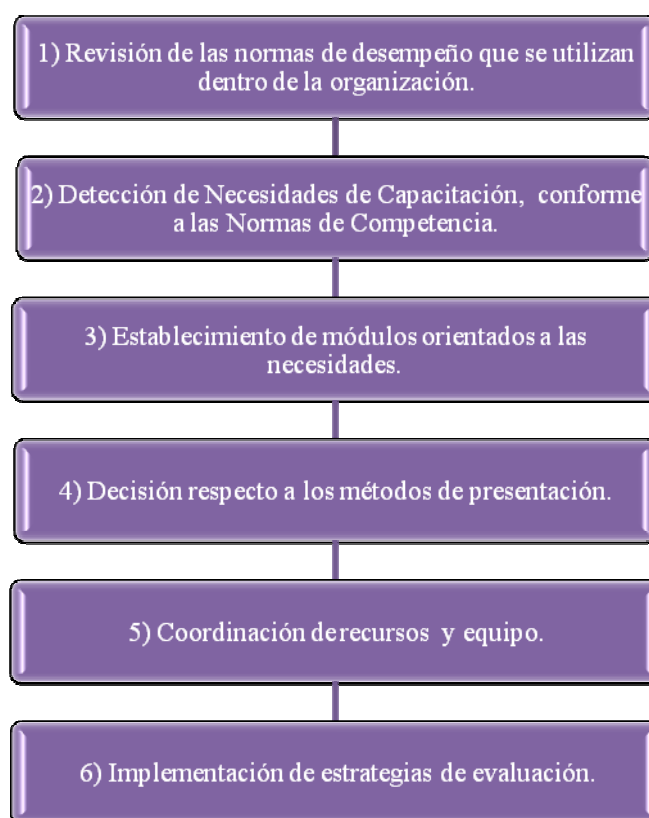 1) Revisión de las normas de desempeño que se utilizan
dentro de la organización.
2) Detección de Necesidades de Capacitación, conforme
a las Normas de Competencia.
3) Establecimiento de módulos orientados a las
necesidades.
4) Decisión respecto a los métodos de presentación.
5) Coordinación de recursos y equipo.
6) Implementación de estrategias de evaluación.